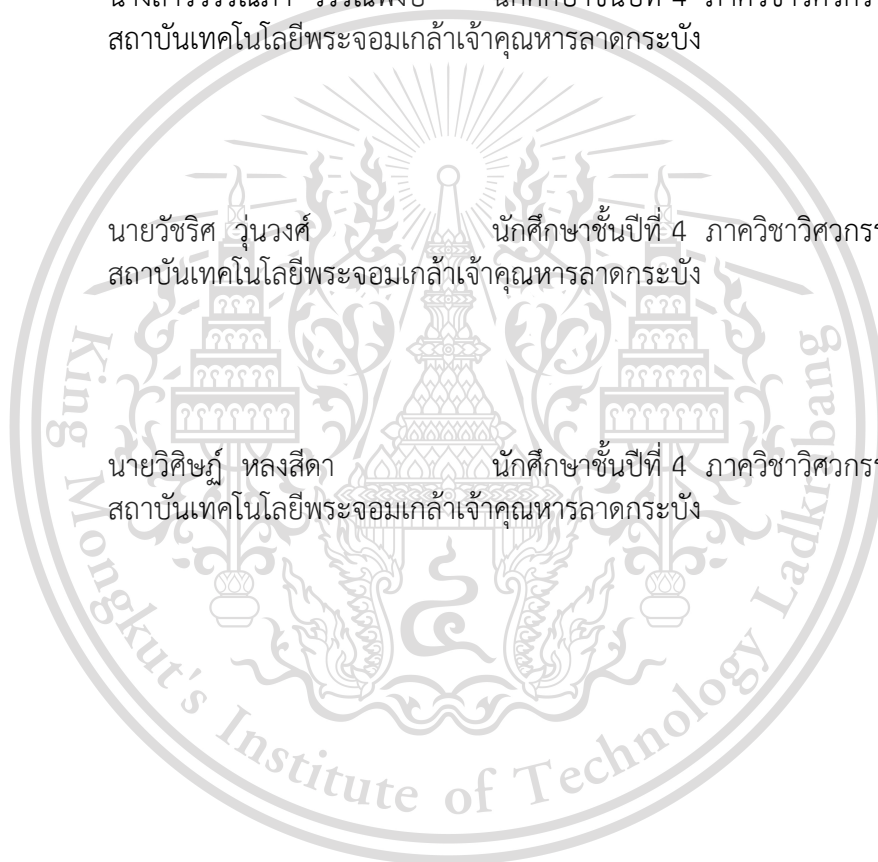 สถาบันเทคโนโลยีพระจอมเกล้าเจ้าคุณหารลาดกระบัง
นายวัชริศ วุ่นวงศ์ นักศึกษาชั้นปีที่ 4 ภาควิชาวิศวกรร
สถาบันเทคโนโลยีพระจอมเกล้าเจ้าคุณหารลาดกระบัง
นายวิศิษฏ์ หลงสีดา นักศึกษาชั้นปีที่ 4 ภาควิชาวิศวกรร
สถาบันเทคโนโลยีพระจอมเกล้าเจ้าคุณหารลาดกระบัง
King Mongkut's Institute of Technology Ladkrabang